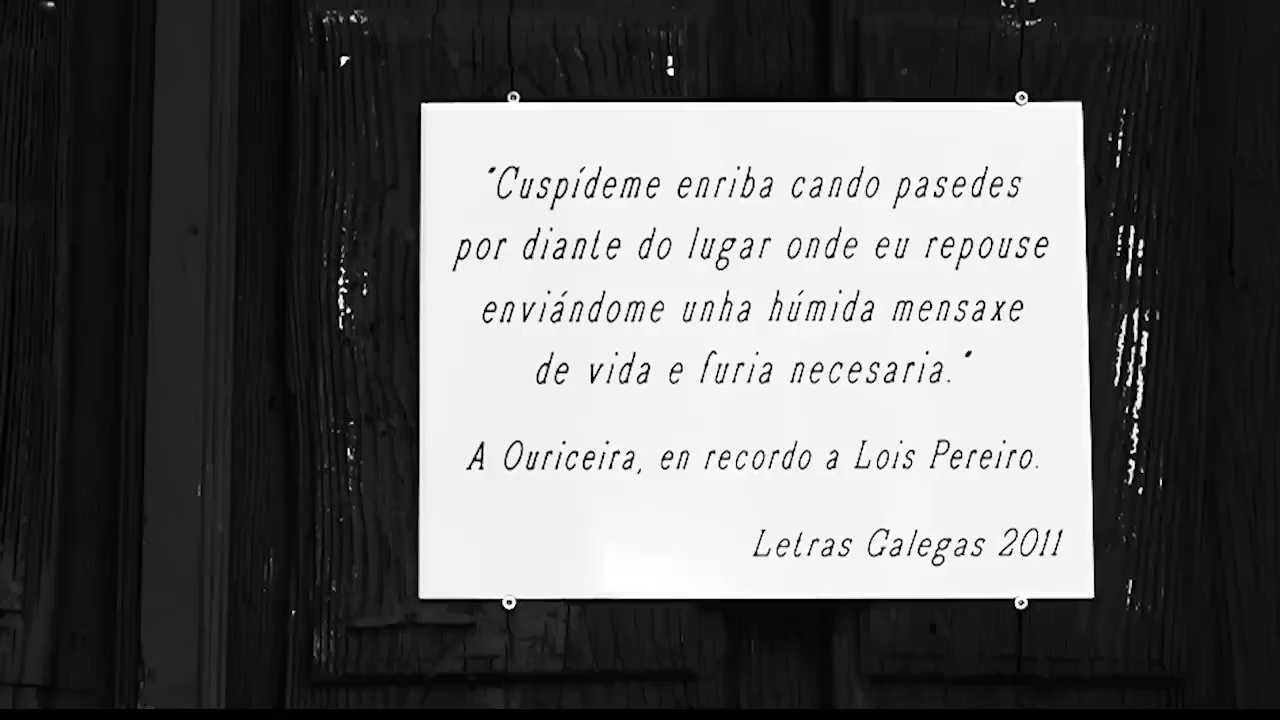 "Cuspídeme enriba cando pasedes
por diante do lugar onde eu repouse
enviándome unha húmida mensaxe
de vida e furia necesaria."
A Ouriceira, en recordo a Lois Pereiro.
Letras Galegas 2011